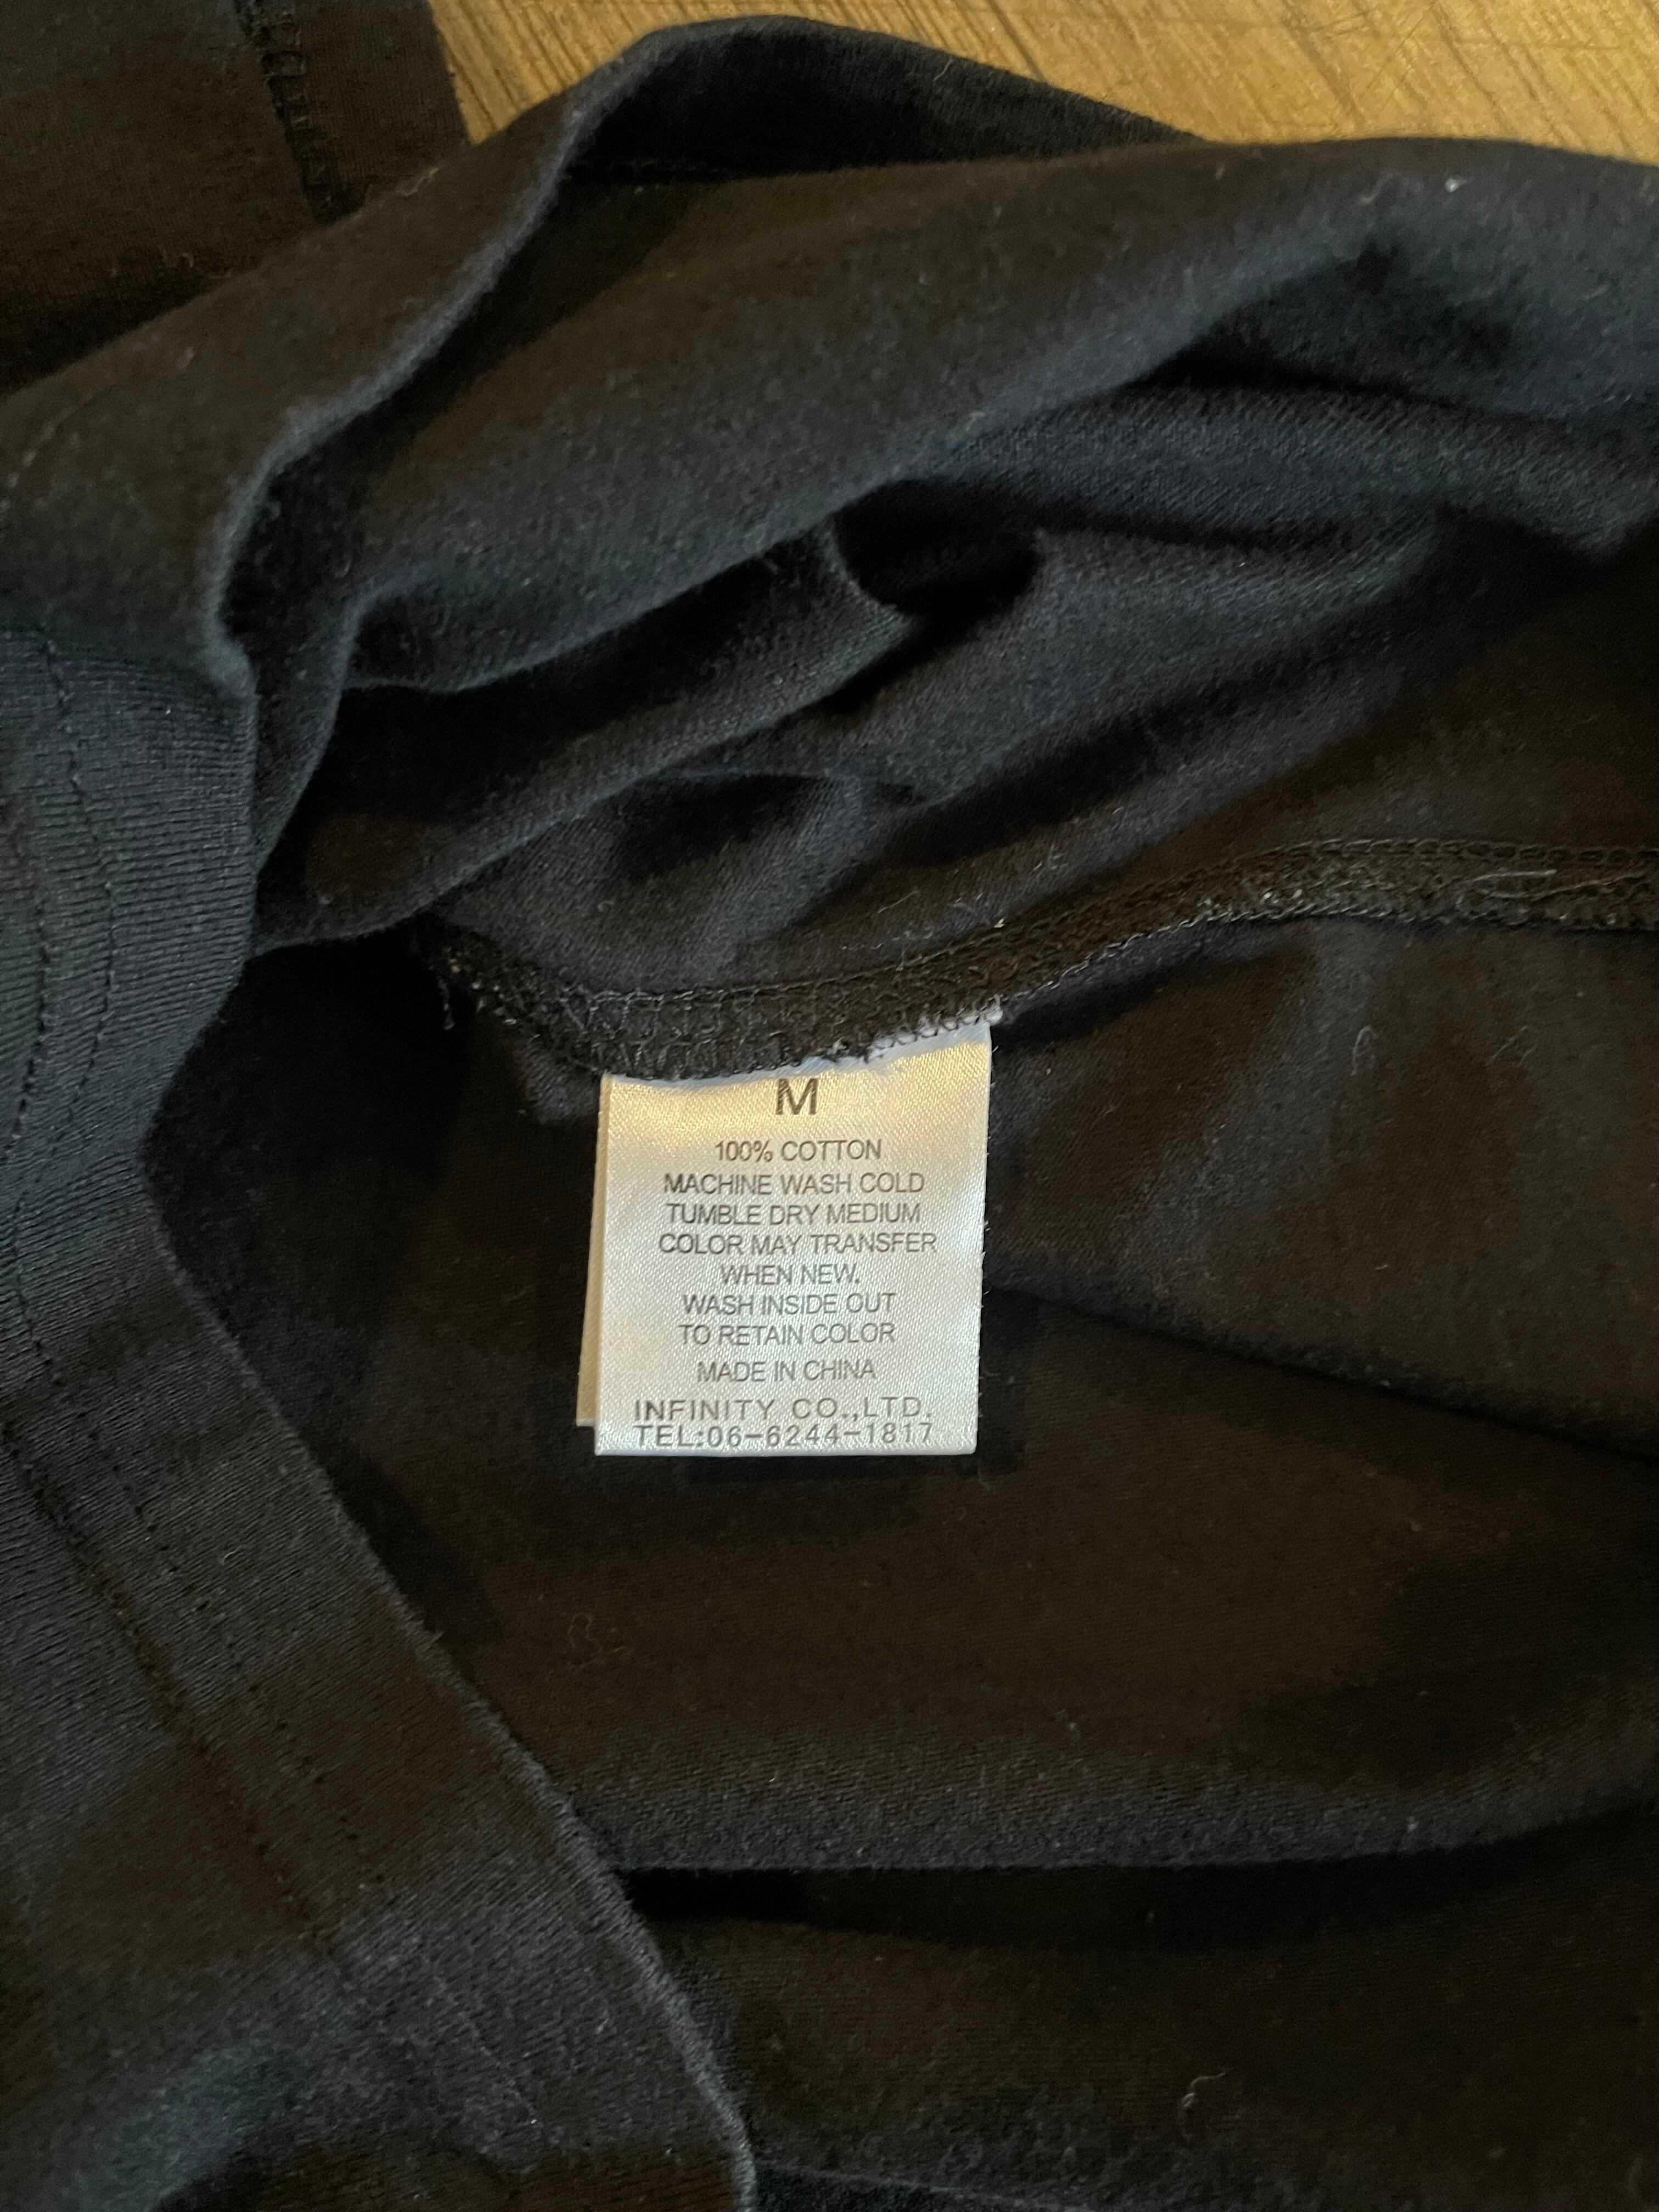 M
100% COTTON
MACHINE WASH COLD
TUMBLE DRY MEDIUM
COLOR MAY TRANSFER
WHEN NEW.
WASH INSIDE OUT
TO RETAIN COLOR
MADE IN CHINA
INFINITY CO.,LTD.
TEL:06-6244-1817